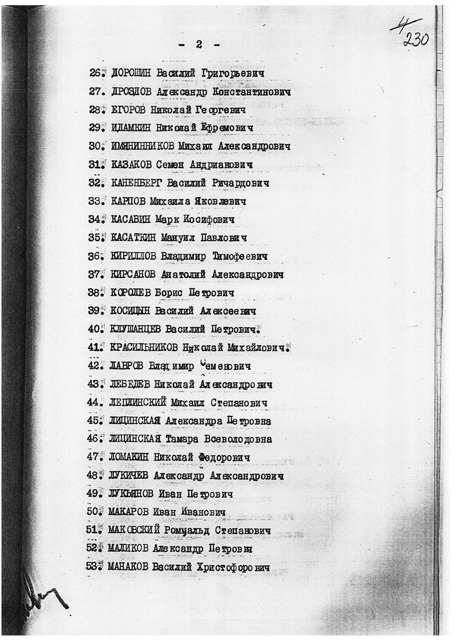 4
230
- 2 -
26. ДОРОШИН Василий Григорьевич
27. ДРОЗДОВ Александр Константинович
28. ЕГОРОВ Николай Георгевич
29. ИДАМКИН Николай Ефремович
30. ИМЯНИННИКОВ Михаил Александрович
31. КАЗАКОВ Семен Андрианович
32. КАНЕНБЕРГ Василий Ричардович
33. КАРПОВ Михаила Яковлевич
34. КАСАВИН Марк Иосифович
35. КАСАТКИН Мануил Павлович
36. КИРИЛЛОВ Владимир Тимофеевич
37. КИРСАНОВ Анатолий Александрович
38. КОРОЛЕВ Борис Петрович
39. КОСИЦЫН Василий Алексеевич
40. КЛУШАНЦЕВ Василий Петрович.
41. КРАСИЛЬНИКОВ Николай Михайлович.
42. ЛАВРОВ Владимир Семенович
43. ЛЕБЕДЕВ Николай Александрович
44. ЛЕПЛИНСКИЙ Михаил Степанович
45. ЛИЦИНСКАЯ Александра Петровна
46. ЛИЦИНСКАЯ Тамара Всеволодовна
47. ЛОМАКИН Николай Федорович
48. ЛУКИЧЕВ Александр Александрович
49. ЛУКЬЯНОВ Иван Петрович
50. МАКАРОВ Иван Иванович
51. МАКОВСКИЙ Ромуальд Степанович
52. МАЛИКОВ Александр Петрович
53. МАНАКОВ Василий Христофорович